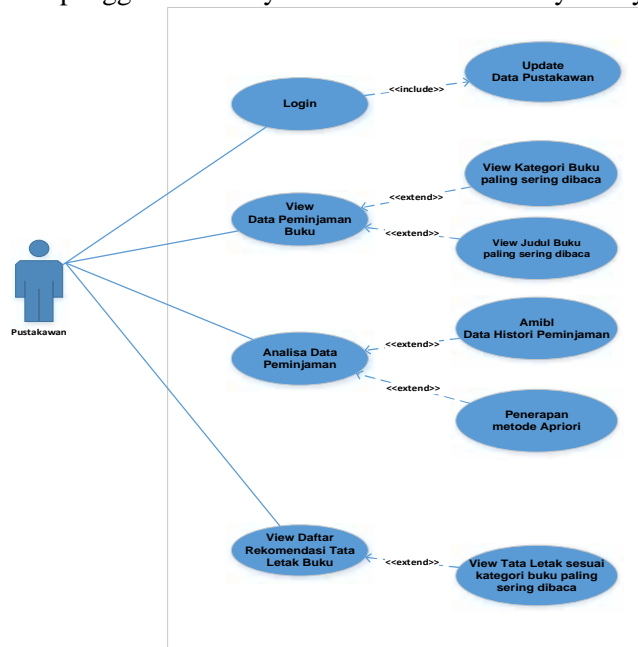 Update
Data Pustakawan
<<include>>
Login
View Kategori Buku
paling sering dibaca
<<extend>>
View
Data Peminjaman
Buku
<<extend>>
View Judul Buku
paling sering dibaca
Pustakawan
Amibl
Data Histori Peminjaman
<<extend>>
Analisa Data
Peminjaman
<<extend>>
Penerapan
metode Apriori
View Daftar
Rekomendasi Tata
Letak Buku
<<extend>>
View Tata Letak sesuai
kategori buku paling
sering dibaca